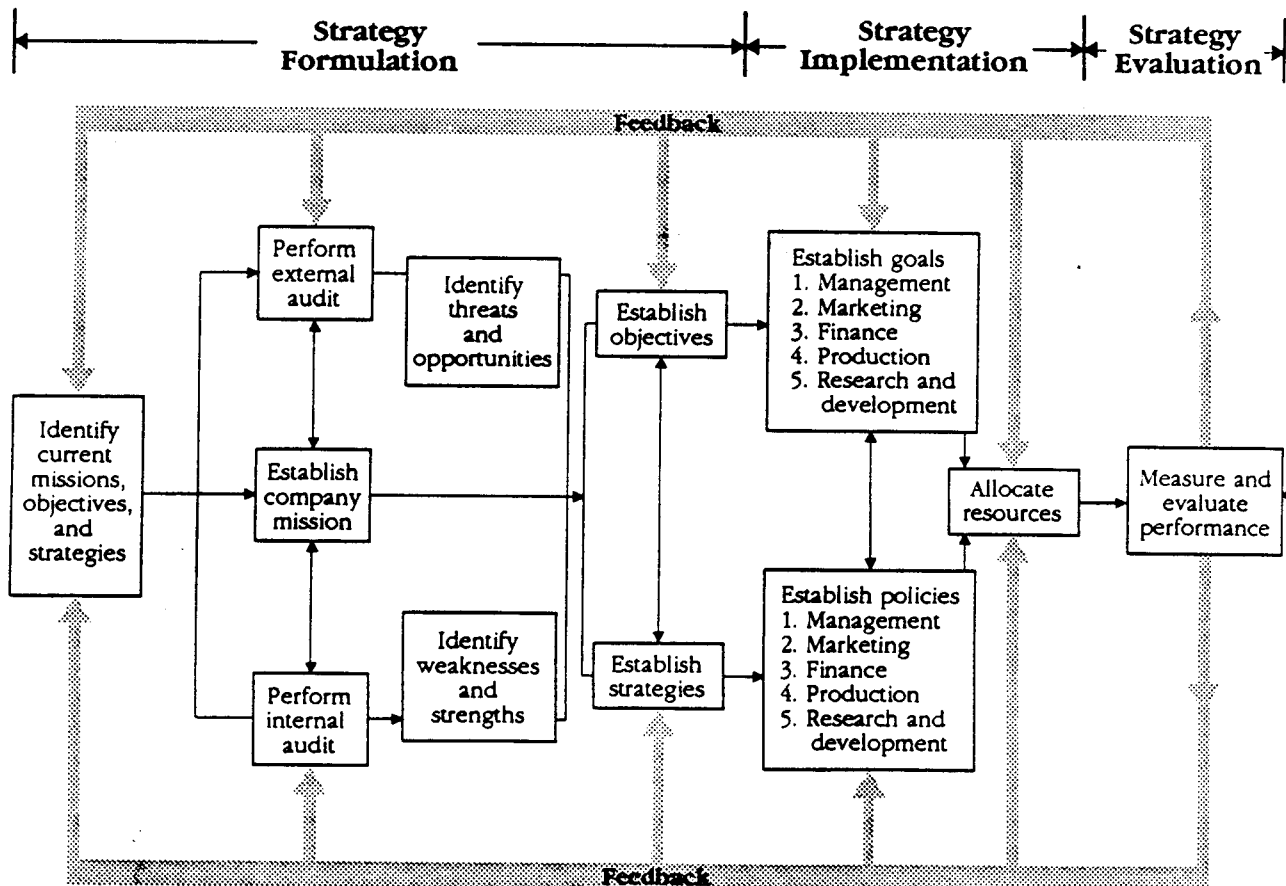 Strategy
Formulation
Strategy
Implementation
Strategy
Evaluation
Feedback
Perform
external
audit
Identify
threats
and
opportunities
Establish
objectives
Establish goals
1. Management
2. Marketing
3. Finance
4. Production
5. Research and
development
Identify
current
missions,
objectives,
and
strategies
Establish
company
mission
Allocate
resources
Measure and
evaluate
performance
Perform
internal
audit
Identify
weaknesses
and
strengths
Establish
strategies
Establish policies
1. Management
2. Marketing
3. Finance
4. Production
5. Research and
development
Feedback